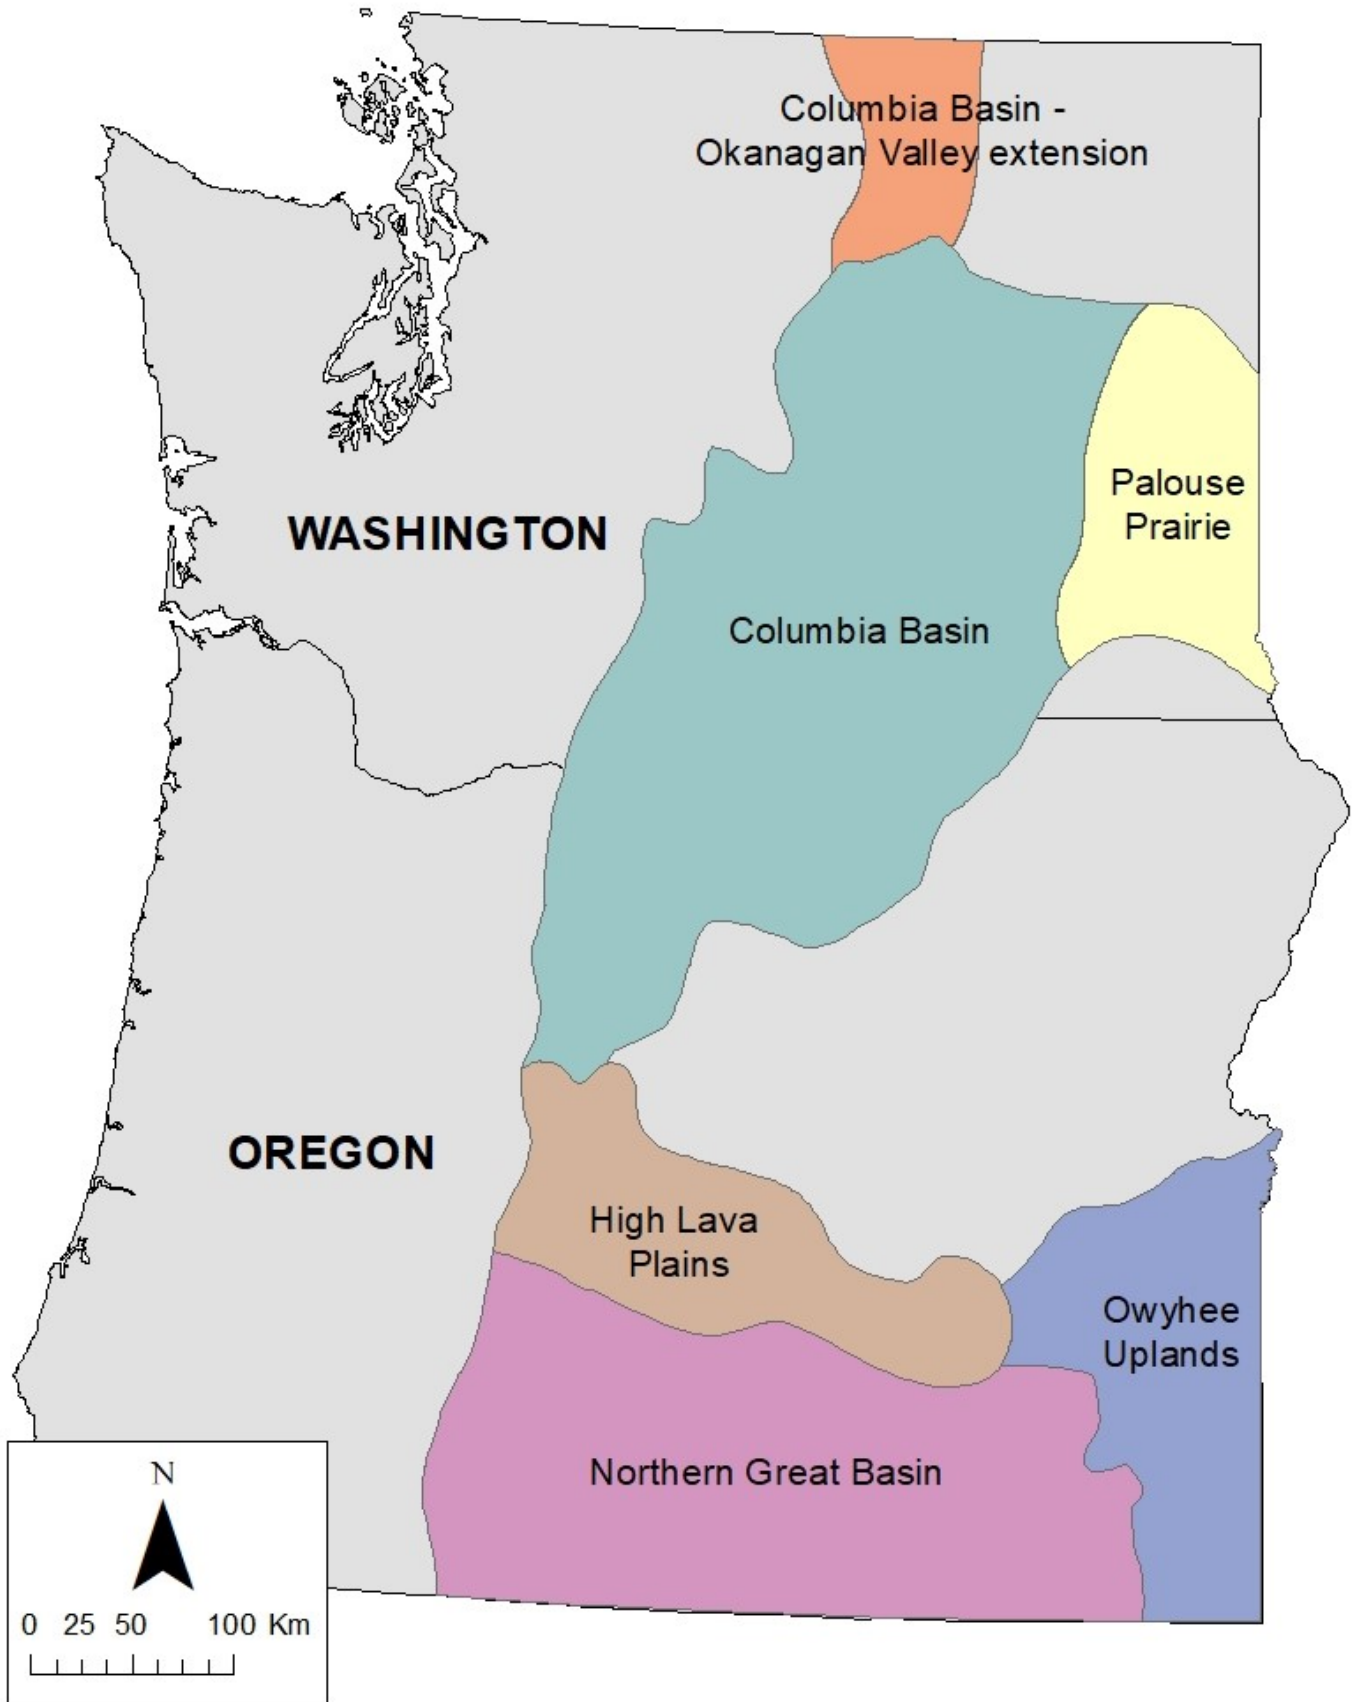 Columbia Basin -
Okanagan Valley extension
Palouse
Prairie
WASHINGTON
Columbia Basin
OREGON
High Lava
Plains
Owyhee
Uplands
Northern Great Basin
N
0 25 50 100 Km